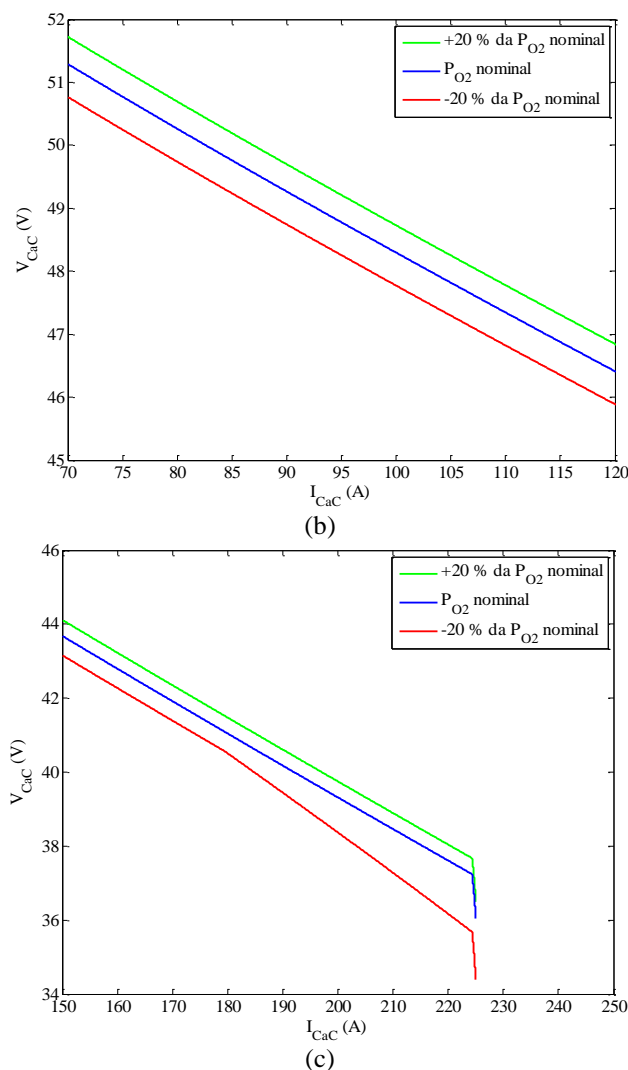 52
51
50
49
48
47
46
45
V_CaC (V)
+20 % da P_O2 nominal
P_O2 nominal
-20 % da P_O2 nominal
70 75 80 85 90 95 100 105 110 115 120
I_CaC (A)
(b)
46
44
42
40
38
36
34
V_CaC (V)
+20 % da P_O2 nominal
P_O2 nominal
-20 % da P_O2 nominal
150 160 170 180 190 200 210 220 230 240 250
I_CaC (A)
(c)